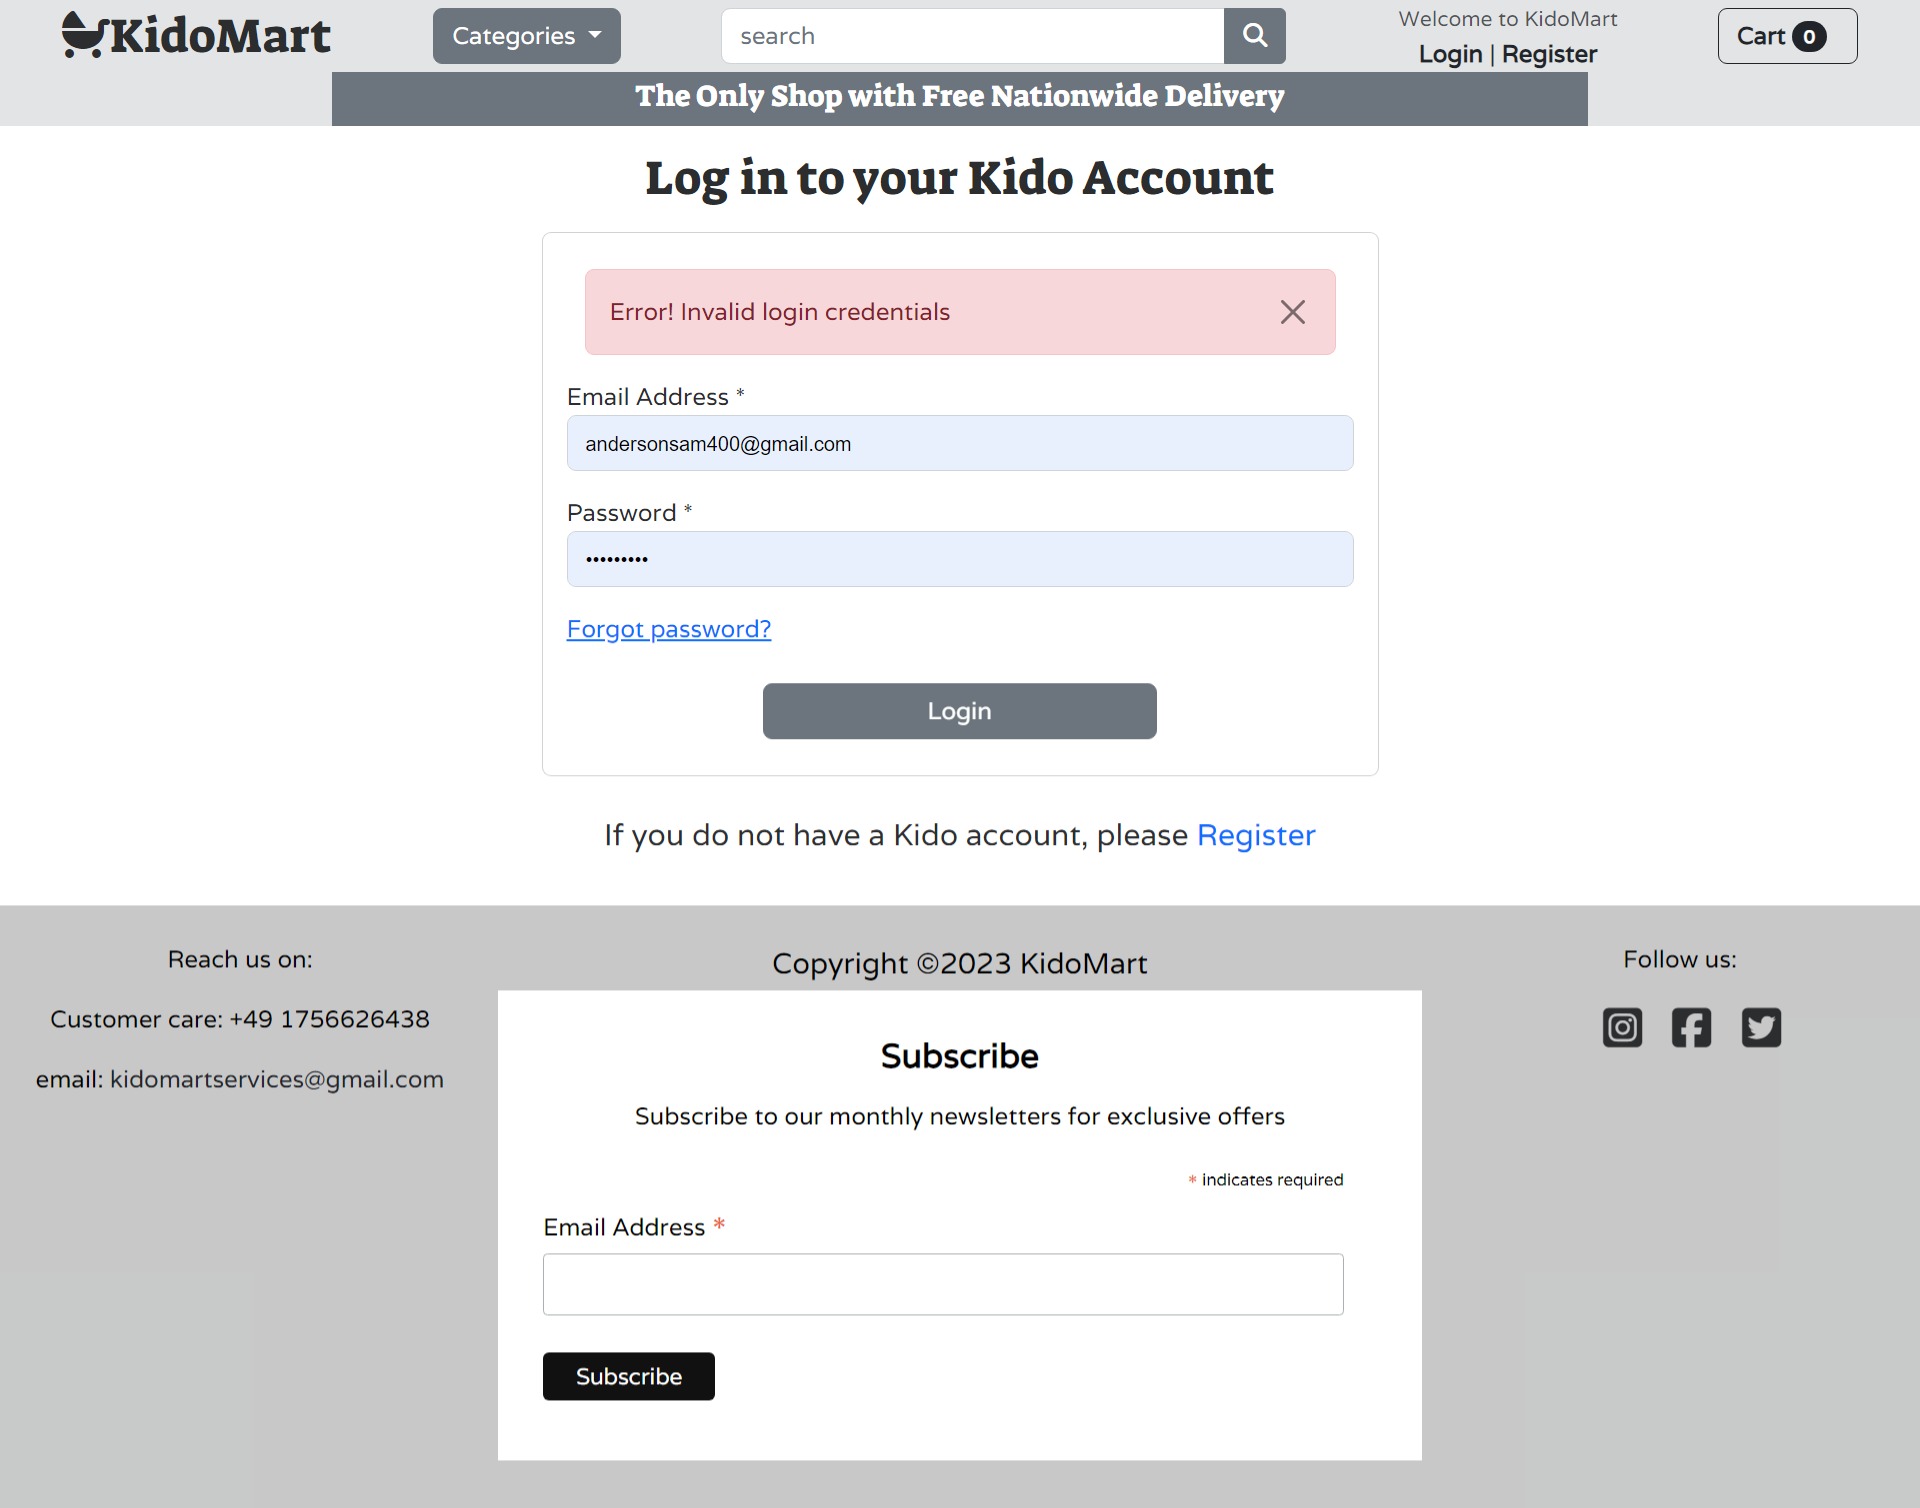 KidoMart
Categories
search
Welcome to KidoMart
Login | Register
Cart 0
The Only Shop with Free Nationwide Delivery
Log in to your Kido Account
Error! Invalid login credentials
Email Address *
andersonsam400@gmail.com
Password *
•••••••••
Forgot password?
Login
If you do not have a Kido account, please Register
Reach us on:
Customer care: +49 1756626438
email: kidomartservices@gmail.com
Copyright ©2023 KidoMart
Subscribe
Subscribe to our monthly newsletters for exclusive offers
* indicates required
Email Address *
Subscribe
Follow us: